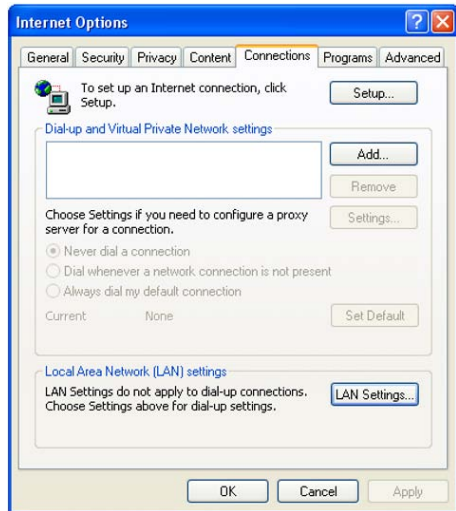 Internet Options
General Security Privacy Content Connections Programs Advanced
To set up an Internet connection, click
Setup.
Setup...
Dial-up and Virtual Private Network settings
Add...
Remove
Choose Settings if you need to configure a proxy
server for a connection.
Settings...
Never dial a connection
Dial whenever a network connection is not present
Always dial my default connection
Current None
Set Default
Local Area Network (LAN) settings
LAN Settings do not apply to dial-up connections.
Choose Settings above for dial-up settings.
LAN Settings...
OK Cancel Apply